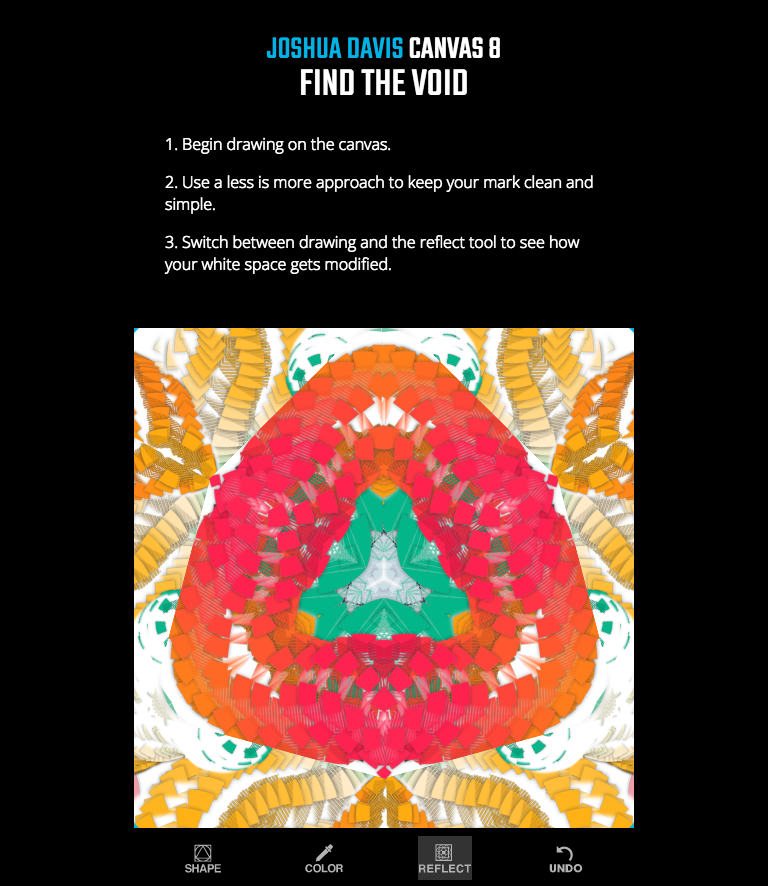 JOSHUA DAVIS CANVAS 8
FIND THE VOID
1. Begin drawing on the canvas.
2. Use a less is more approach to keep your mark clean and
simple.
3. Switch between drawing and the reflect tool to see how
your white space gets modified.
SHAPE COLOR REFLECT UNDO